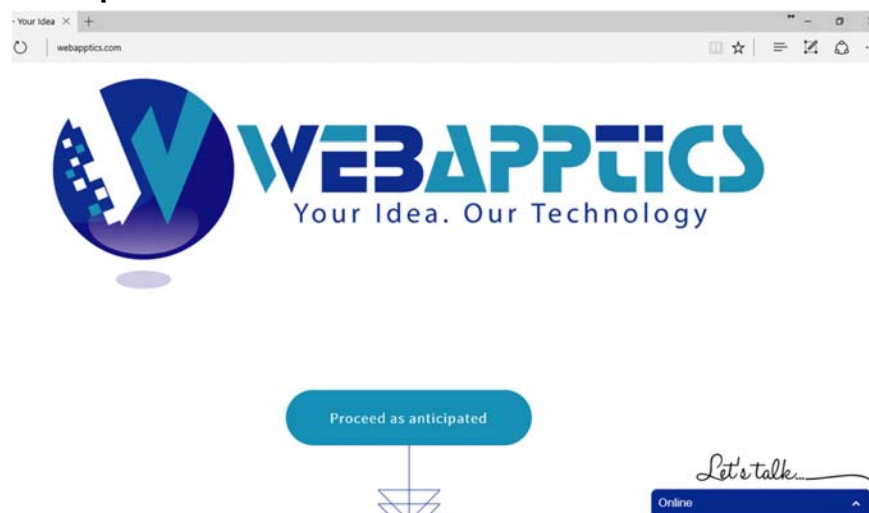 Your Idea
webapptics.com
WEBAPPTiCS
Your Idea. Our Technology
Proceed as anticipated
Let's talk...
Online